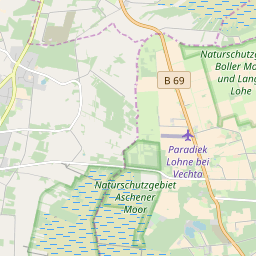 Naturschutzg
Boller Mo
und Lang
Lohe
B 69
Paradiek
Lohne bei
Vechta
Naturschutzgebiet
Aschener
Moor